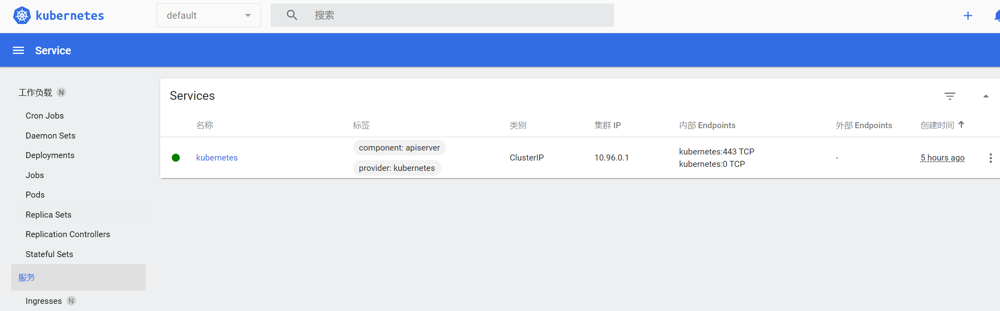 kubernetes
default
搜索
Service
工作负载 N
Cron Jobs
Daemon Sets
Deployments
Jobs
Pods
Replica Sets
Replication Controllers
Stateful Sets
服务
Ingresses N
Services
名称 标签 类别 集群 IP 内部 Endpoints 外部 Endpoints 创建时间
kubernetes
component: apiserver
provider: kubernetes
ClusterIP
10.96.0.1
kubernetes:443 TCP
kubernetes:0 TCP
-
5 hours ago